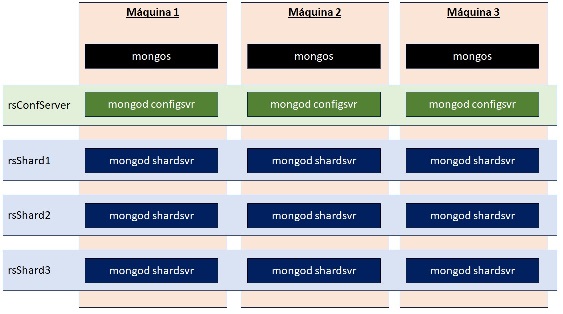 Máquina 1 Máquina 2 Máquina 3
mongos mongos mongos
rsConfServer mongod configsvr mongod configsvr mongod configsvr
rsShard1 mongod shardsvr mongod shardsvr mongod shardsvr
rsShard2 mongod shardsvr mongod shardsvr mongod shardsvr
rsShard3 mongod shardsvr mongod shardsvr mongod shardsvr